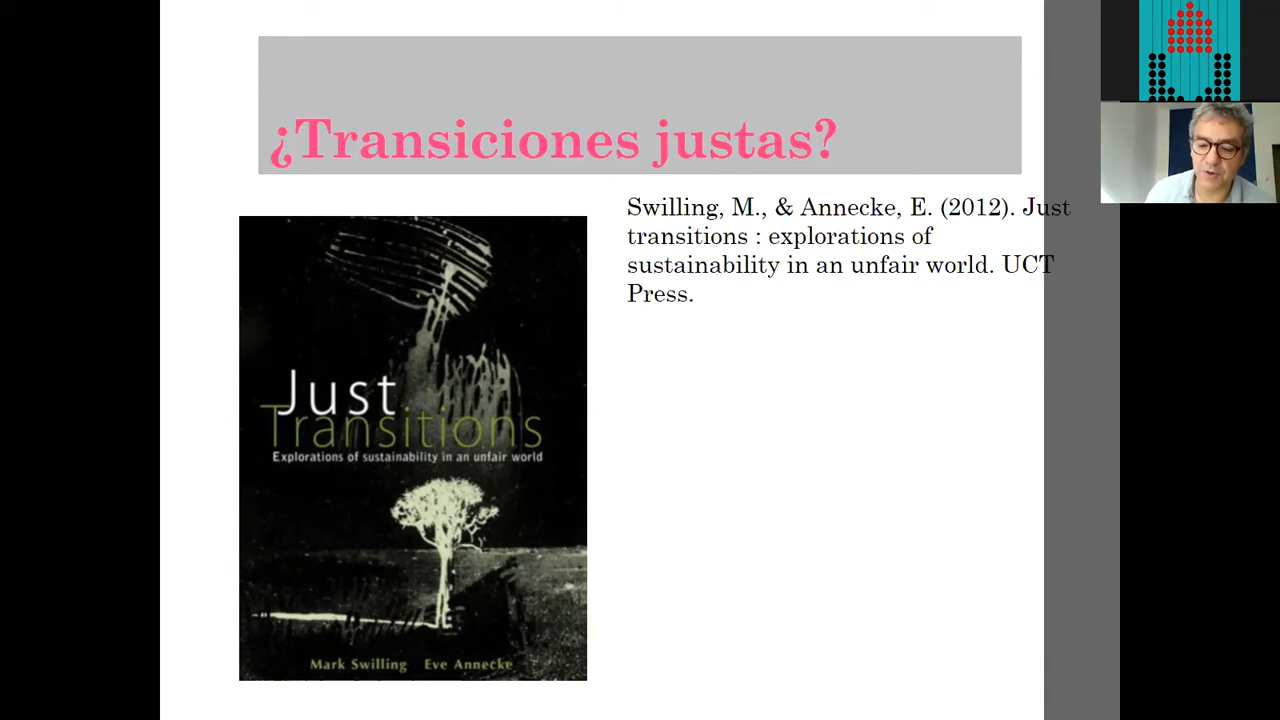 ¿Transiciones justas?
Swilling, M., & Annecke, E. (2012). Just
transitions : explorations of
sustainability in an unfair world. UCT
Press.
Just
Transitions
Explorations of sustainability in an unfair world
Mark Swilling Eve Annecke